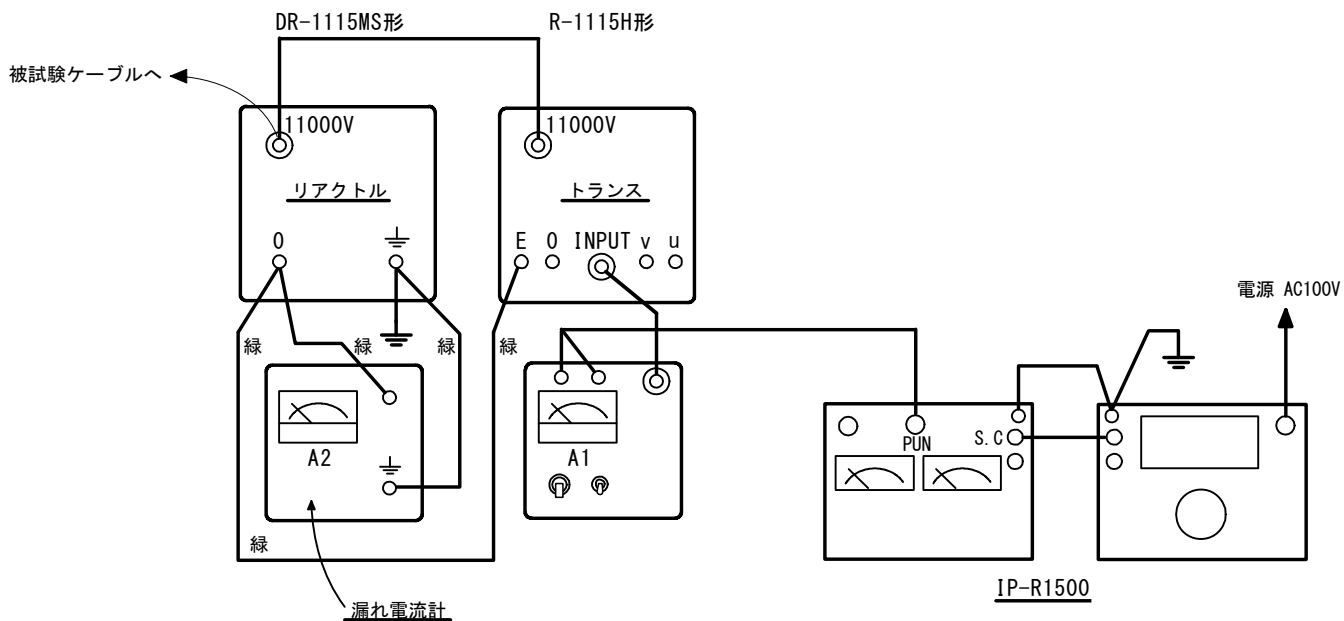 DR-1115MS形
R-1115H形
被試験ケーブルへ
11000V
11000V
リアクトル
トランス
O
E O INPUT v u
電源 AC100V
緑
緑
緑
緑
PUN
S.C
A2
A1
緑
IP-R1500
漏れ電流計